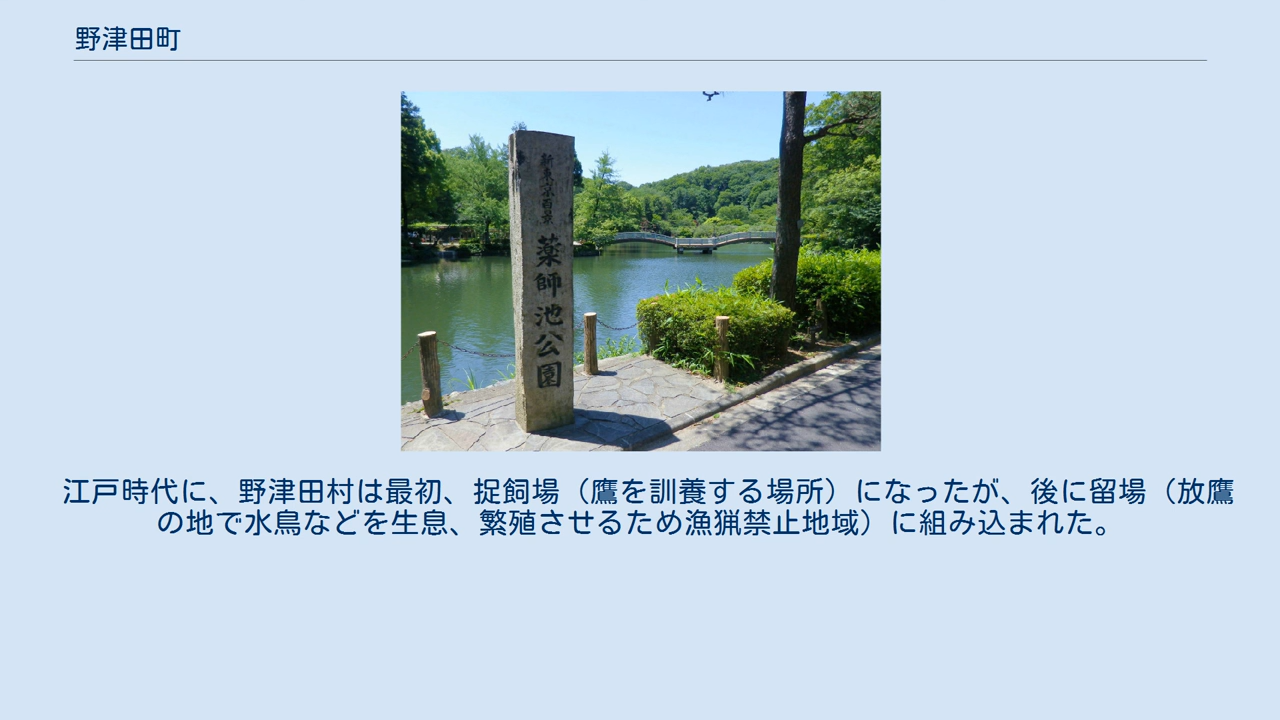 野津田町
新東京百景
薬師池公園
江戸時代に、野津田村は最初、捉飼場（鷹を訓養する場所）になったが、後に留場（放鷹
の地で水鳥などを生息、繁殖させるため漁猟禁止地域）に組み込まれた。